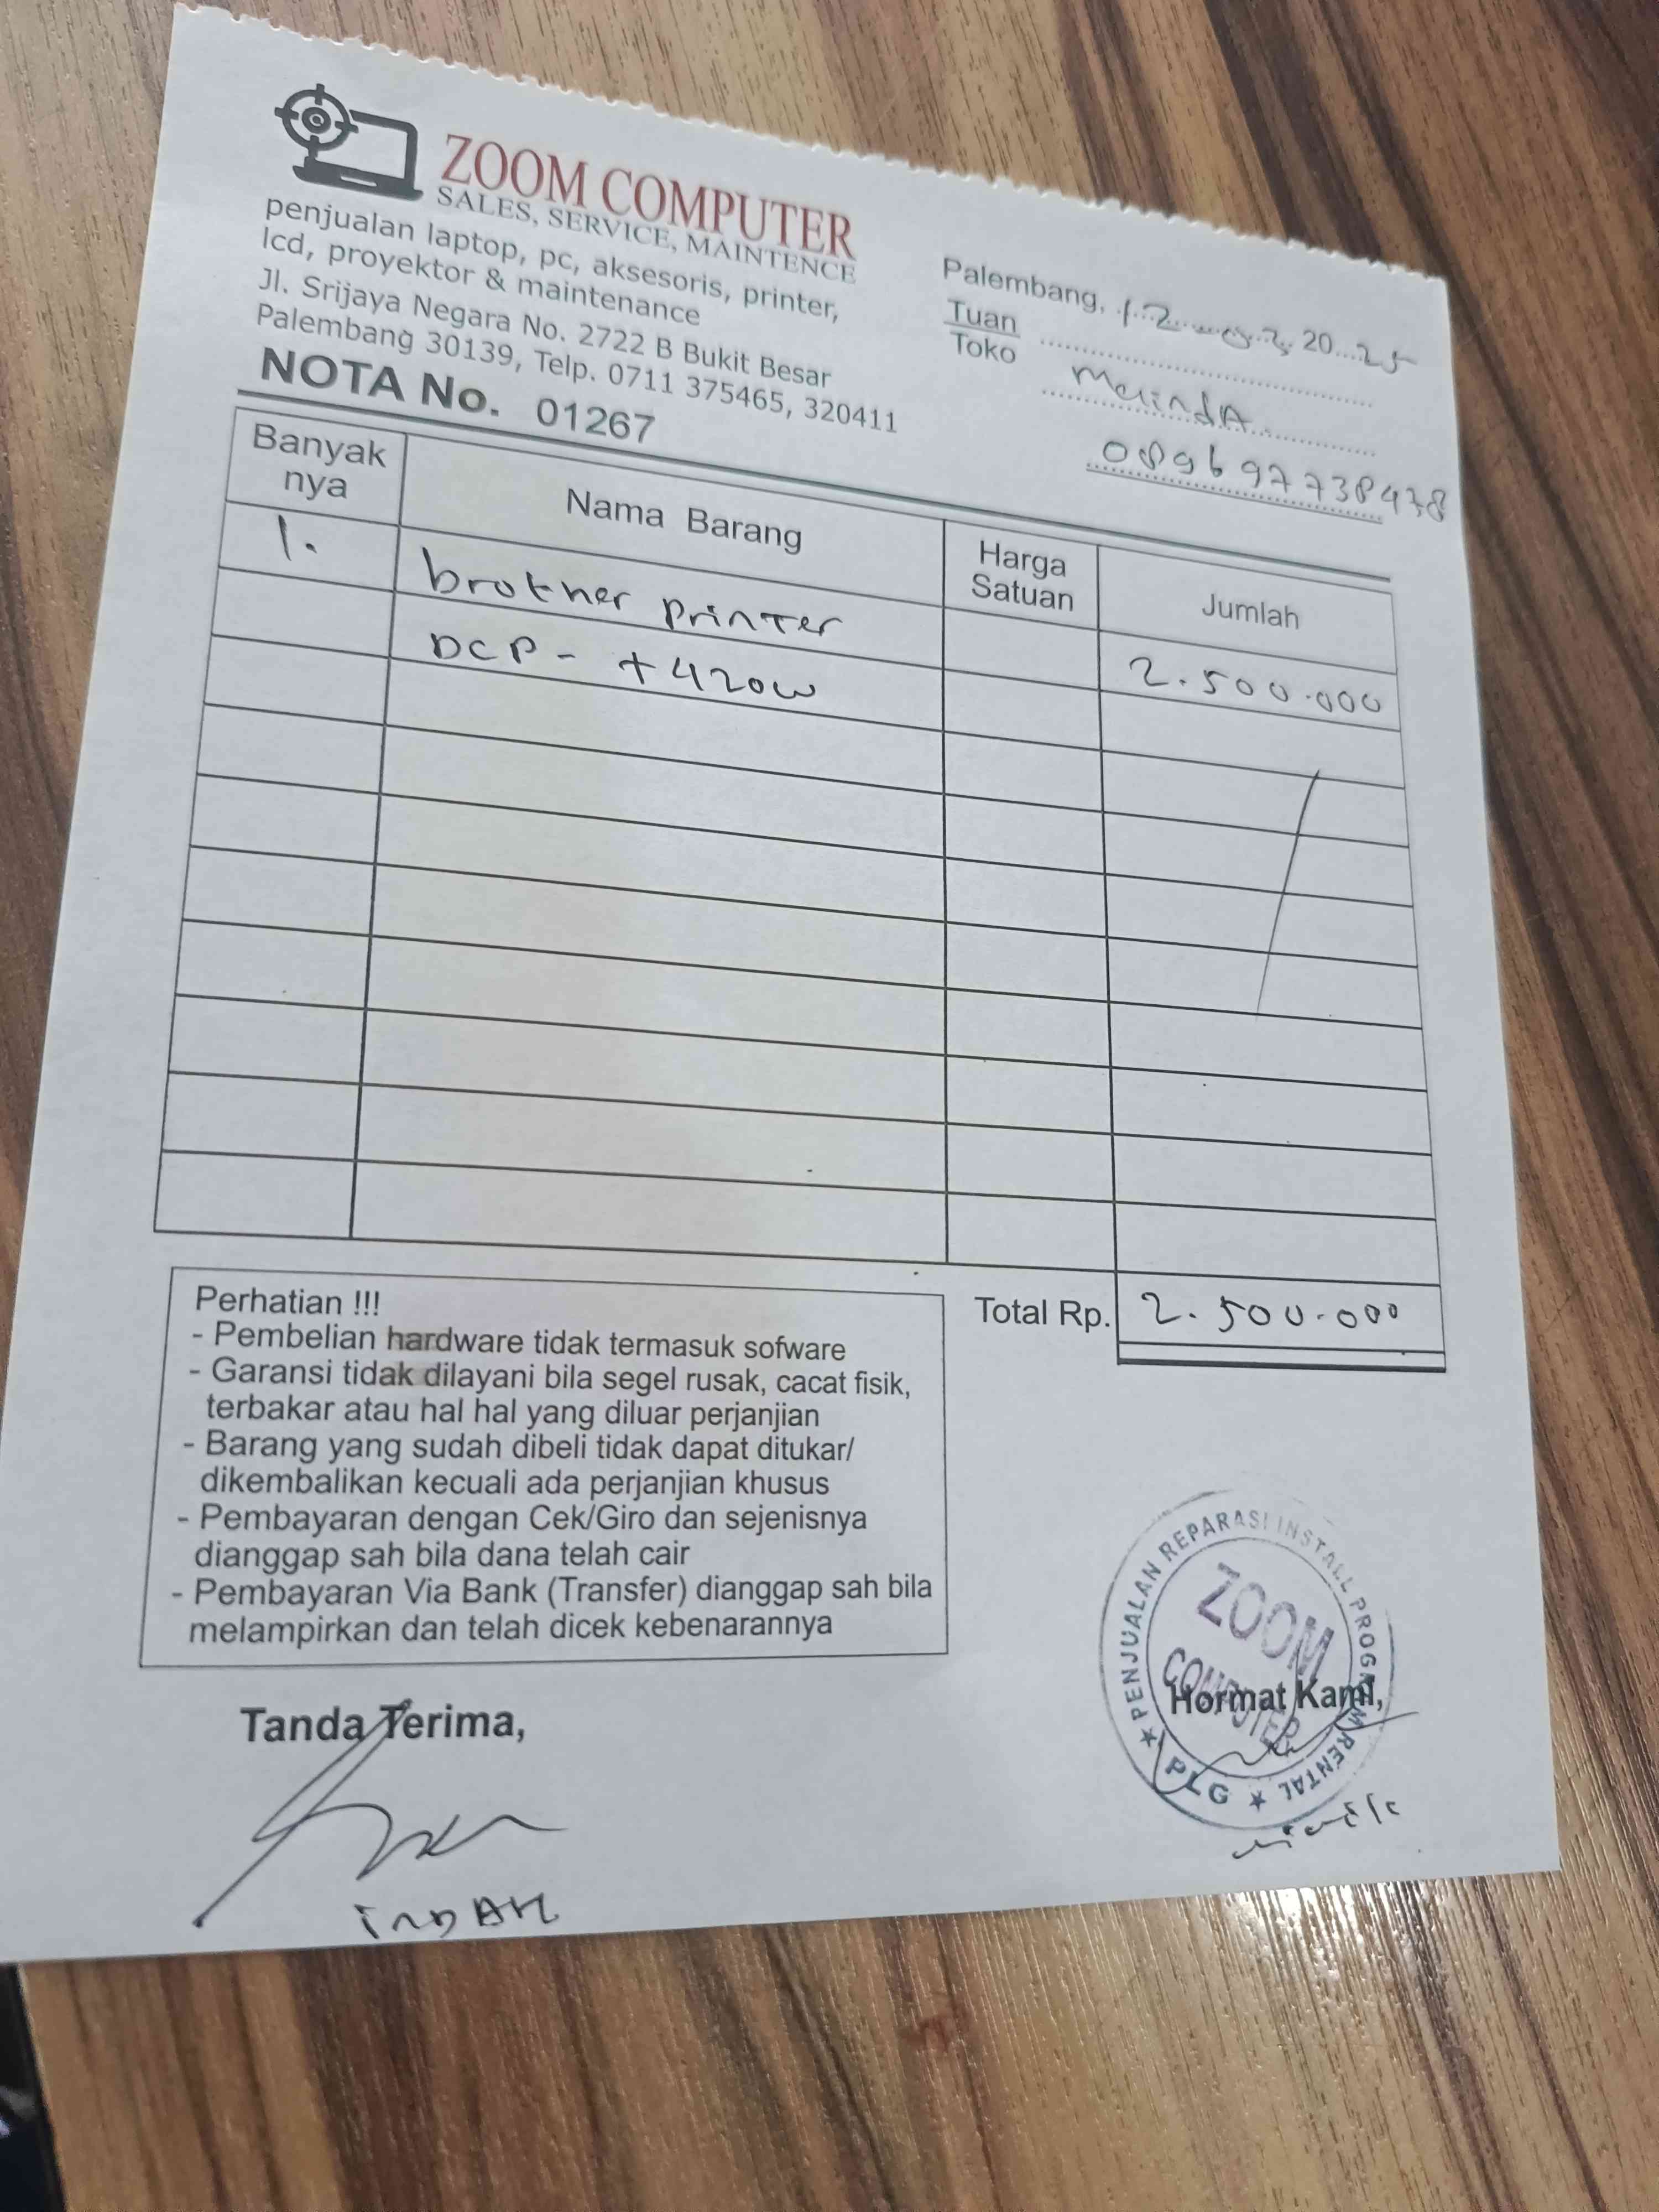 ZOOM COMPUTER
SALES, SERVICE, MAINTENCE
penjualan laptop, pc, aksesoris, printer,
lcd, proyektor & maintenance
Jl. Srijaya Negara No. 2722 B Bukit Besar
Palembang 30139, Telp. 0711 375465, 320411
NOTA No. 01267
Palembang, 12 2025
Tuan
Toko
MeindA
089697738438
Banyak nya Nama Barang Harga Satuan Jumlah
1. brother printer 2.500.000
DCP - t420w
Total Rp. 2.500.000
Perhatian !!!
- Pembelian hardware tidak termasuk sofware
- Garansi tidak dilayani bila segel rusak, cacat fisik,
terbakar atau hal hal yang diluar perjanjian
- Barang yang sudah dibeli tidak dapat ditukar/
dikembalikan kecuali ada perjanjian khusus
- Pembayaran dengan Cek/Giro dan sejenisnya
dianggap sah bila dana telah cair
- Pembayaran Via Bank (Transfer) dianggap sah bila
melampirkan dan telah dicek kebenarannya
Tanda Terima,
inDAH
Hormat Kami,
★ PENJUALAN REPARASI INSTALL PROGRAM RENTAL ★
ZOOM
COMPUTER
PLG